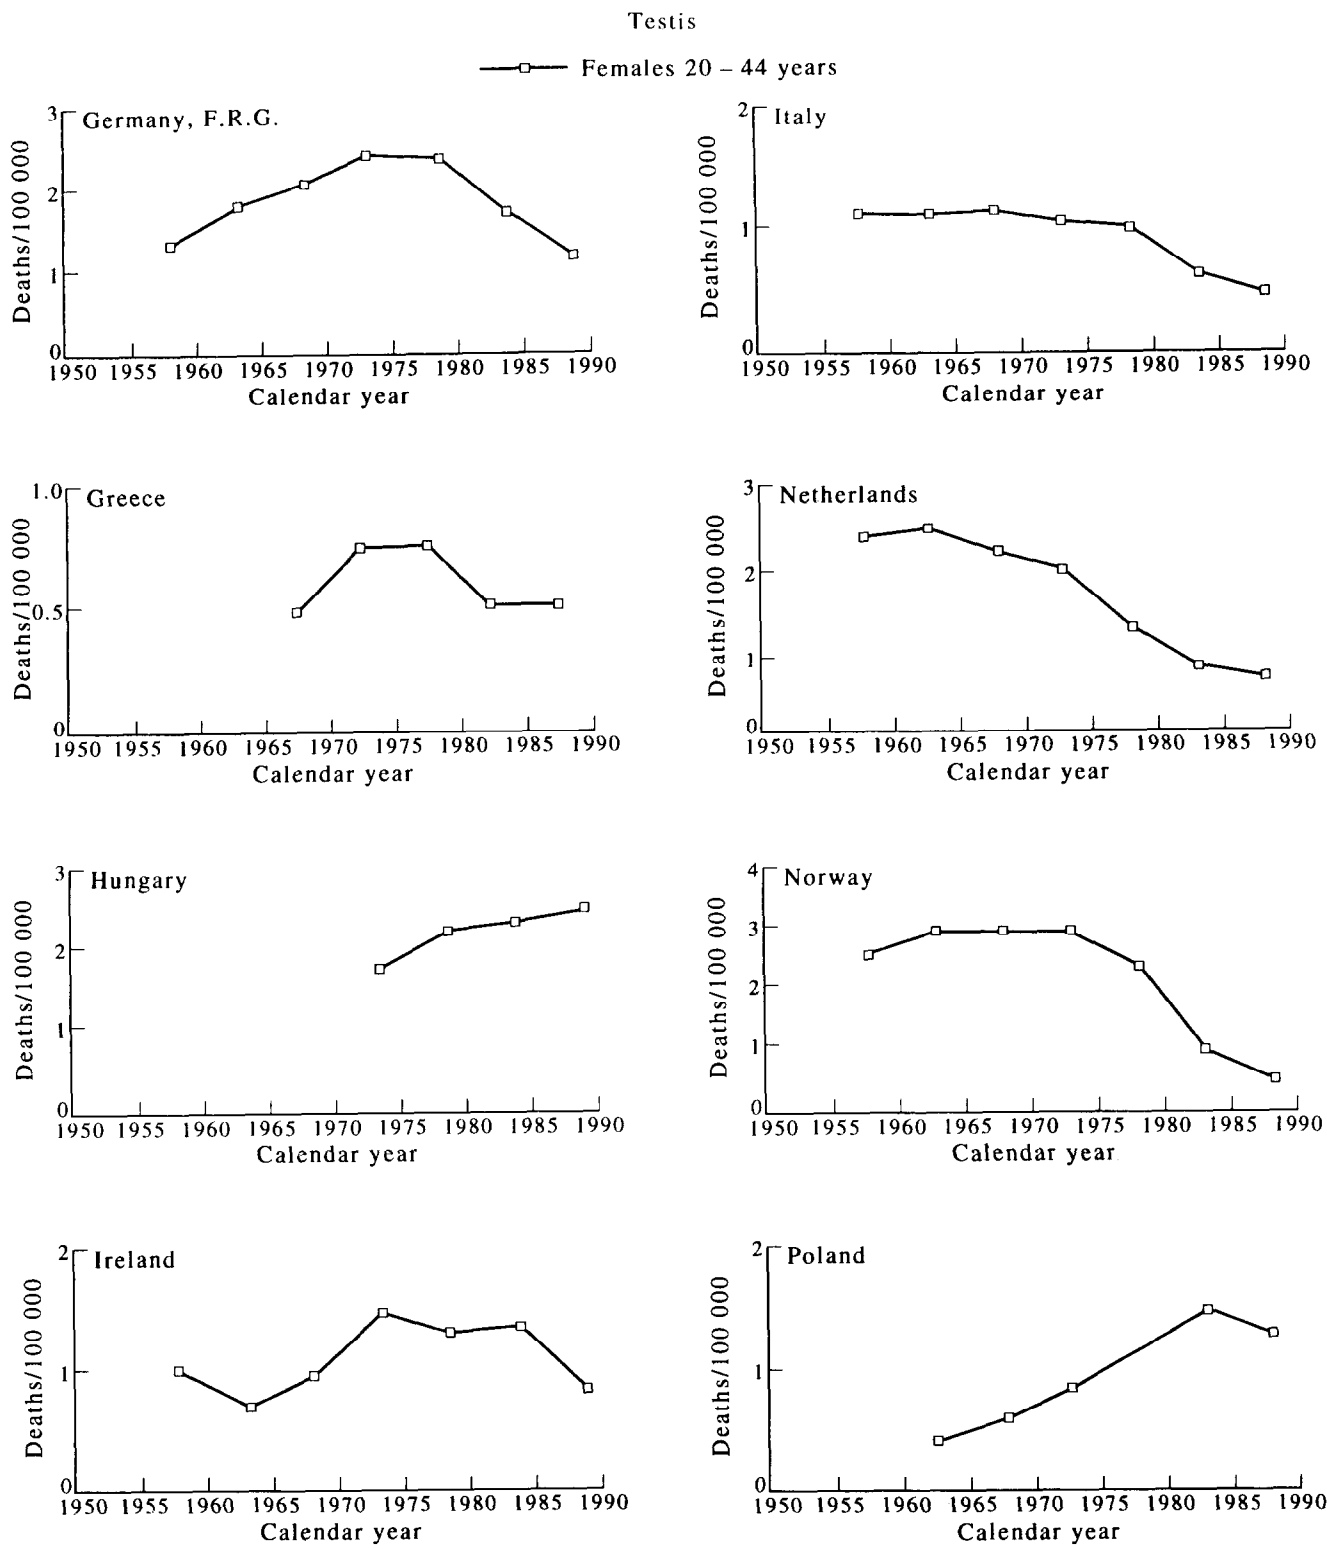 Testis
Females 20 – 44 years
Germany, F.R.G.
Deaths/100 000
3
2
1
0
1950 1955 1960 1965 1970 1975 1980 1985 1990
Calendar year
Italy
Deaths/100 000
2
1
0
1950 1955 1960 1965 1970 1975 1980 1985 1990
Calendar year
Greece
Deaths/100 000
1.0
0.5
0
1950 1955 1960 1965 1970 1975 1980 1985 1990
Calendar year
Netherlands
Deaths/100 000
3
2
1
0
1950 1955 1960 1965 1970 1975 1980 1985 1990
Calendar year
Hungary
Deaths/100 000
3
2
1
0
1950 1955 1960 1965 1970 1975 1980 1985 1990
Calendar year
Norway
Deaths/100 000
4
3
2
1
0
1950 1955 1960 1965 1970 1975 1980 1985 1990
Calendar year
Ireland
Deaths/100 000
2
1
0
1950 1955 1960 1965 1970 1975 1980 1985 1990
Calendar year
Poland
Deaths/100 000
2
1
0
1950 1955 1960 1965 1970 1975 1980 1985 1990
Calendar year